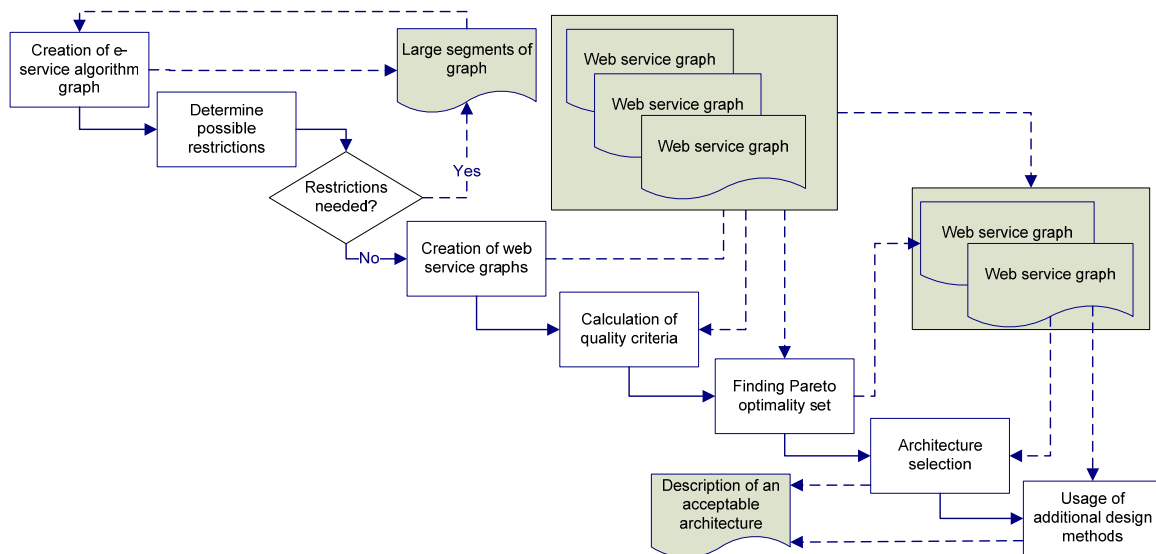 Creation of e-
service algorithm
graph
Large segments of
graph
Determine
possible
restrictions
Restrictions
needed?
Yes
No
Web service graph
Web service graph
Web service graph
Creation of web
service graphs
Calculation of
quality criteria
Finding Pareto
optimality set
Web service graph
Web service graph
Architecture
selection
Description of an
acceptable
architecture
Usage of
additional design
methods